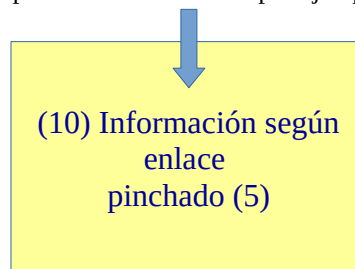 (10) Información según
enlace
pinchado (5)